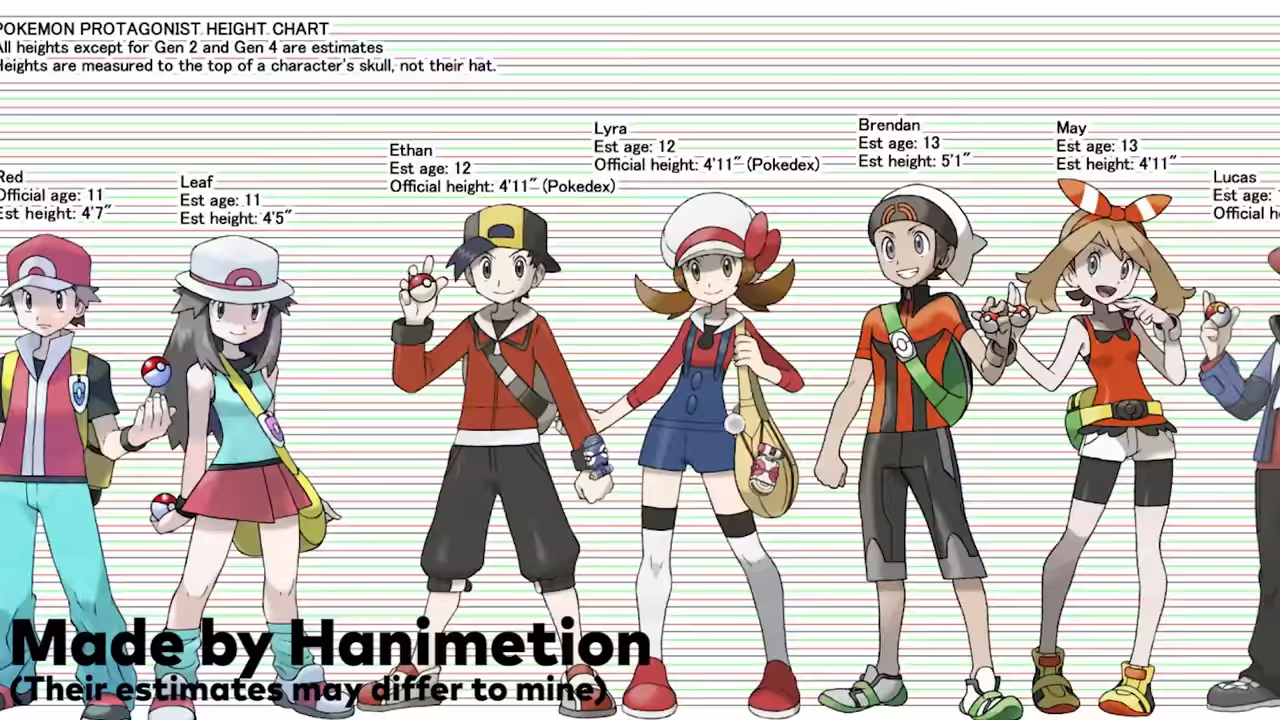 POKEMON PROTAGONIST HEIGHT CHART
All heights except for Gen 2 and Gen 4 are estimates
Heights are measured to the top of a character's skull, not their hat.
Red
Official age: 11
Est height: 4'7"
Leaf
Est age: 11
Est height: 4'5"
Ethan
Est age: 12
Official height: 4'11" (Pokedex)
Lyra
Est age: 12
Official height: 4'11" (Pokedex)
Brendan
Est age: 13
Est height: 5'1"
May
Est age: 13
Est height: 4'11"
Lucas
Est age:
Official
Made by Hanimetion
(Their estimates may differ to mine)